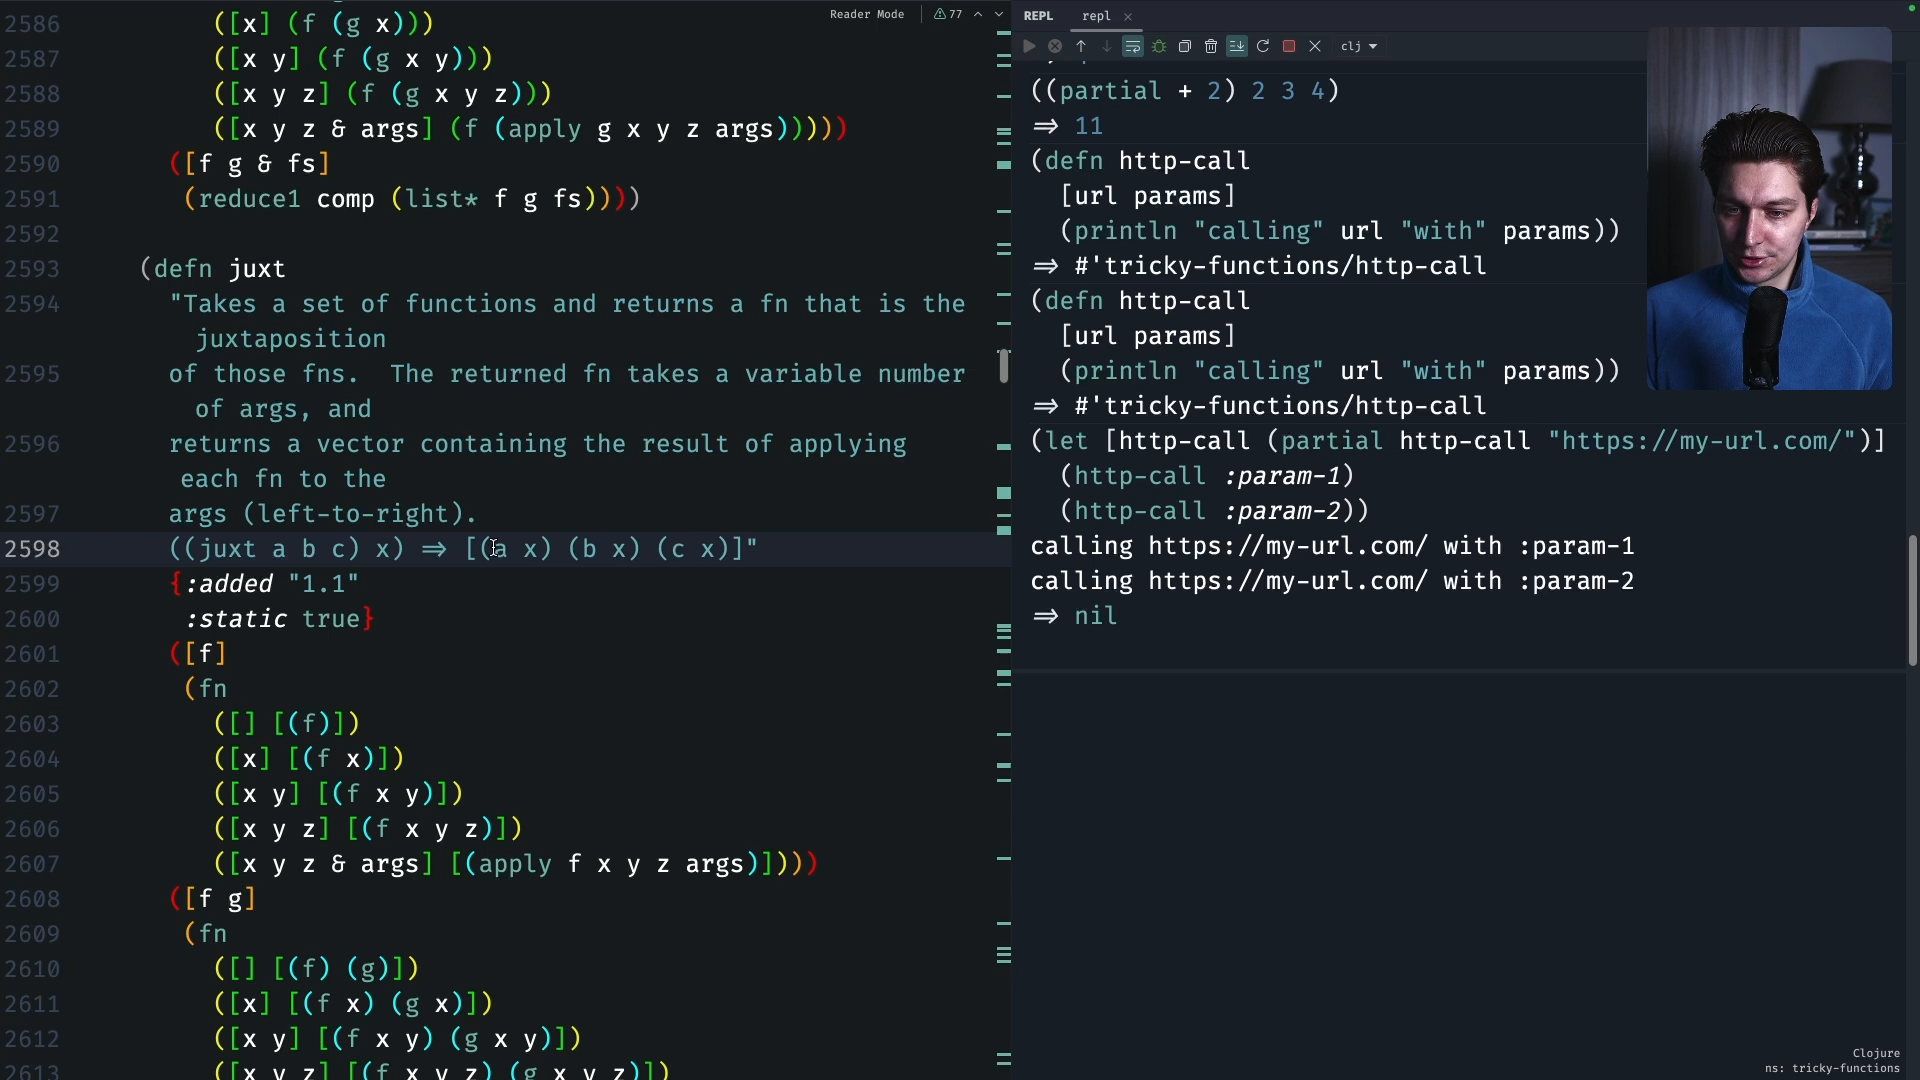 2586 ([x] (f (g x)))
2587 ([x y] (f (g x y)))
2588 ([x y z] (f (g x y z)))
2589 ([x y z & args] (f (apply g x y z args)))))
2590 ([f g & fs]
2591 (reduce1 comp (list* f g fs))))
2592
2593 (defn juxt
2594 "Takes a set of functions and returns a fn that is the
juxtaposition
2595 of those fns.  The returned fn takes a variable number
of args, and
2596 returns a vector containing the result of applying
each fn to the
2597 args (left-to-right).
2598 ((juxt a b c) x) => [(a x) (b x) (c x)]"
2599 {:added "1.1"
2600 :static true}
2601 ([f]
2602 (fn
2603 ([] [(f)])
2604 ([x] [(f x)])
2605 ([x y] [(f x y)])
2606 ([x y z] [(f x y z)])
2607 ([x y z & args] [(apply f x y z args)])))
2608 ([f g]
2609 (fn
2610 ([] [(f) (g)])
2611 ([x] [(f x) (g x)])
2612 ([x y] [(f x y) (g x y)])
2613 ([x y z] [(f x y z) (g x y z)])
Reader Mode 77
REPL repl
clj
((partial + 2) 2 3 4)
=> 11
(defn http-call
[url params]
(println "calling" url "with" params))
=> #'tricky-functions/http-call
(defn http-call
[url params]
(println "calling" url "with" params))
=> #'tricky-functions/http-call
(let [http-call (partial http-call "https://my-url.com/")]
(http-call :param-1)
(http-call :param-2))
calling https://my-url.com/ with :param-1
calling https://my-url.com/ with :param-2
=> nil
Clojure
ns: tricky-functions